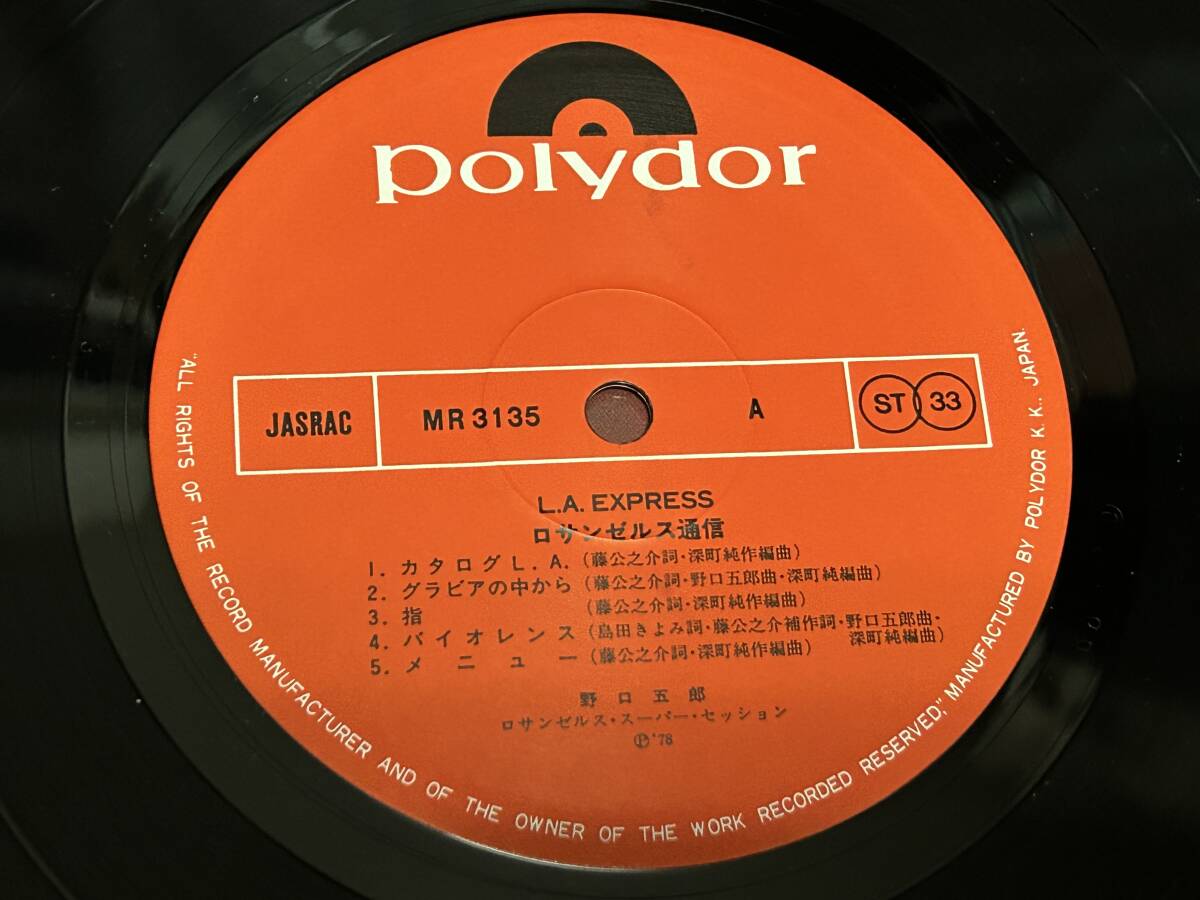 polydor
JASRAC MR 3135 A ST 33
L.A. EXPRESS
ロサンゼルス通信
1. カタログL.A. (藤公之介詞・深町純作編曲)
2. グラビアの中から (藤公之介詞・野口五郎曲・深町純編曲)
3. 指 (藤公之介詞・深町純作編曲)
4. バイオレンス (島田きよみ詞・藤公之介補作詞・野口五郎曲・
深町純編曲)
5. メニュー (藤公之介詞・深町純作編曲)
野口五郎
ロサンゼルス・スーパー・セッション
Ⓟ'78
"ALL RIGHTS OF THE RECORD MANUFACTURER AND OF THE OWNER OF THE WORK RECORDED RESERVED," MANUFACTURED BY POLYDOR K.K., JAPAN.